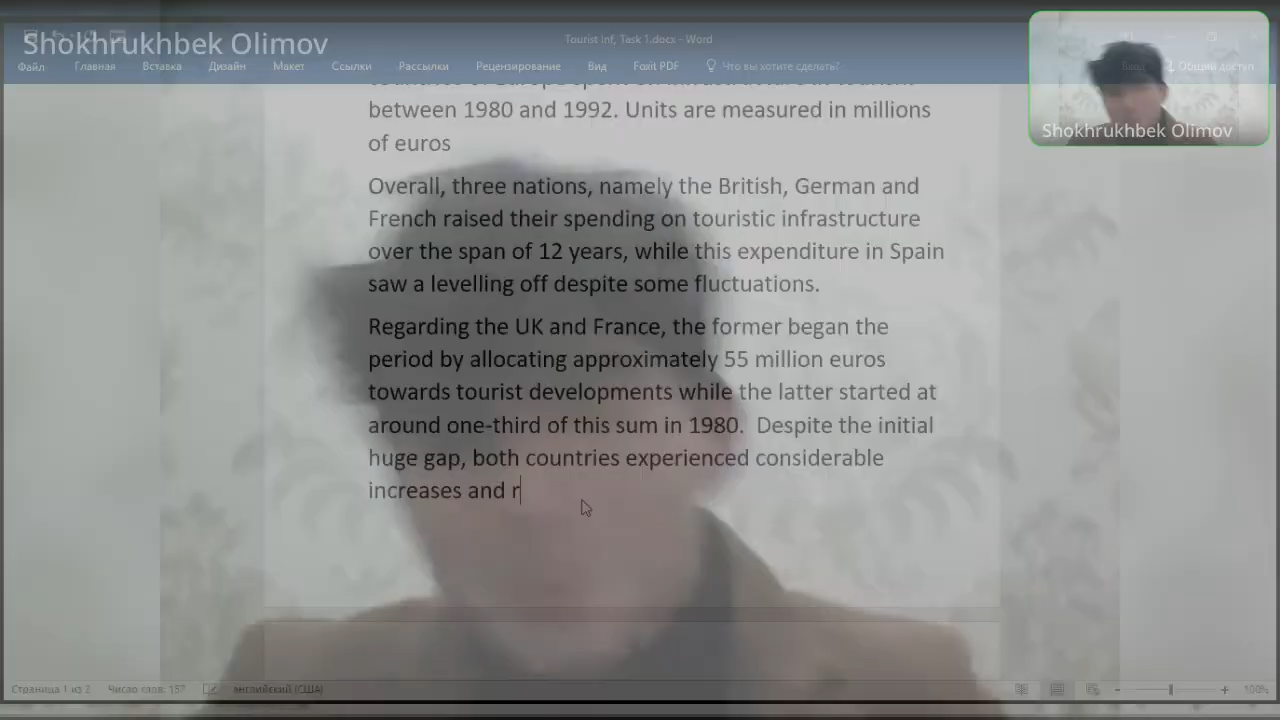 Shokhrukhbek Olimov
Tourist Inf, Task 1.docx - Word
Файл Главная Вставка Дизайн Макет Ссылки Рассылки Рецензирование Вид Foxit PDF Что вы хотите сделать? Вход Общий доступ
Shokhrukhbek Olimov
between 1980 and 1992. Units are measured in millions
of euros
Overall, three nations, namely the British, German and
French raised their spending on touristic infrastructure
over the span of 12 years, while this expenditure in Spain
saw a levelling off despite some fluctuations.
Regarding the UK and France, the former began the
period by allocating approximately 55 million euros
towards tourist developments while the latter started at
around one-third of this sum in 1980. Despite the initial
huge gap, both countries experienced considerable
increases and r
Страница 1 из 2 Число слов: 157 английский (США) 100%